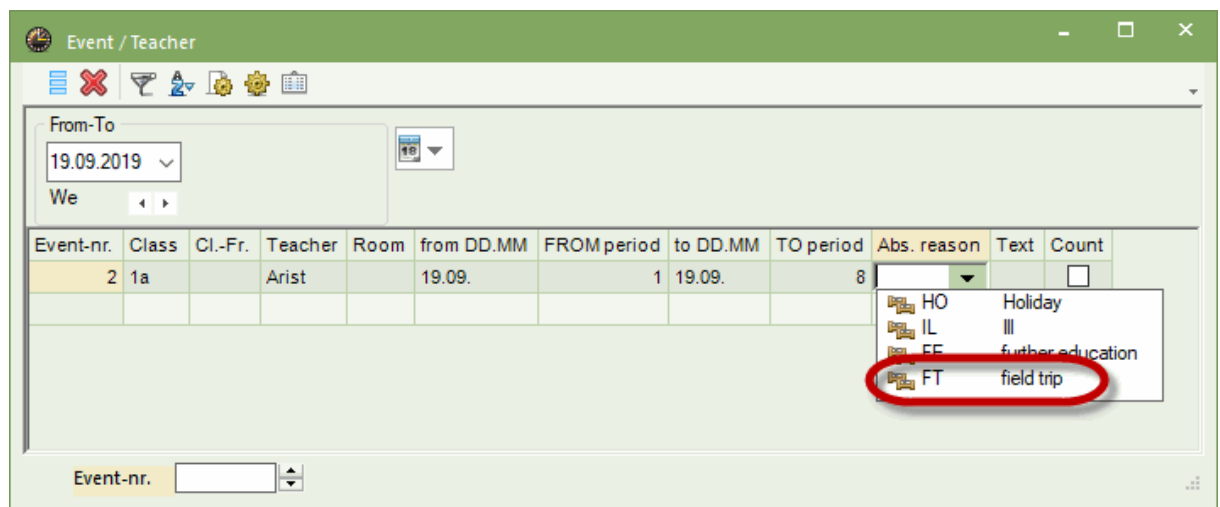 Event / Teacher
From-To
19.09.2019
18
We
Event-nr. Class Cl.-Fr. Teacher Room from DD.MM FROM period to DD.MM TO period Abs. reason Text Count
2 1a Arist 19.09. 1 19.09. 8
HO Holiday
IL Ill
FE further education
FT field trip
Event-nr.